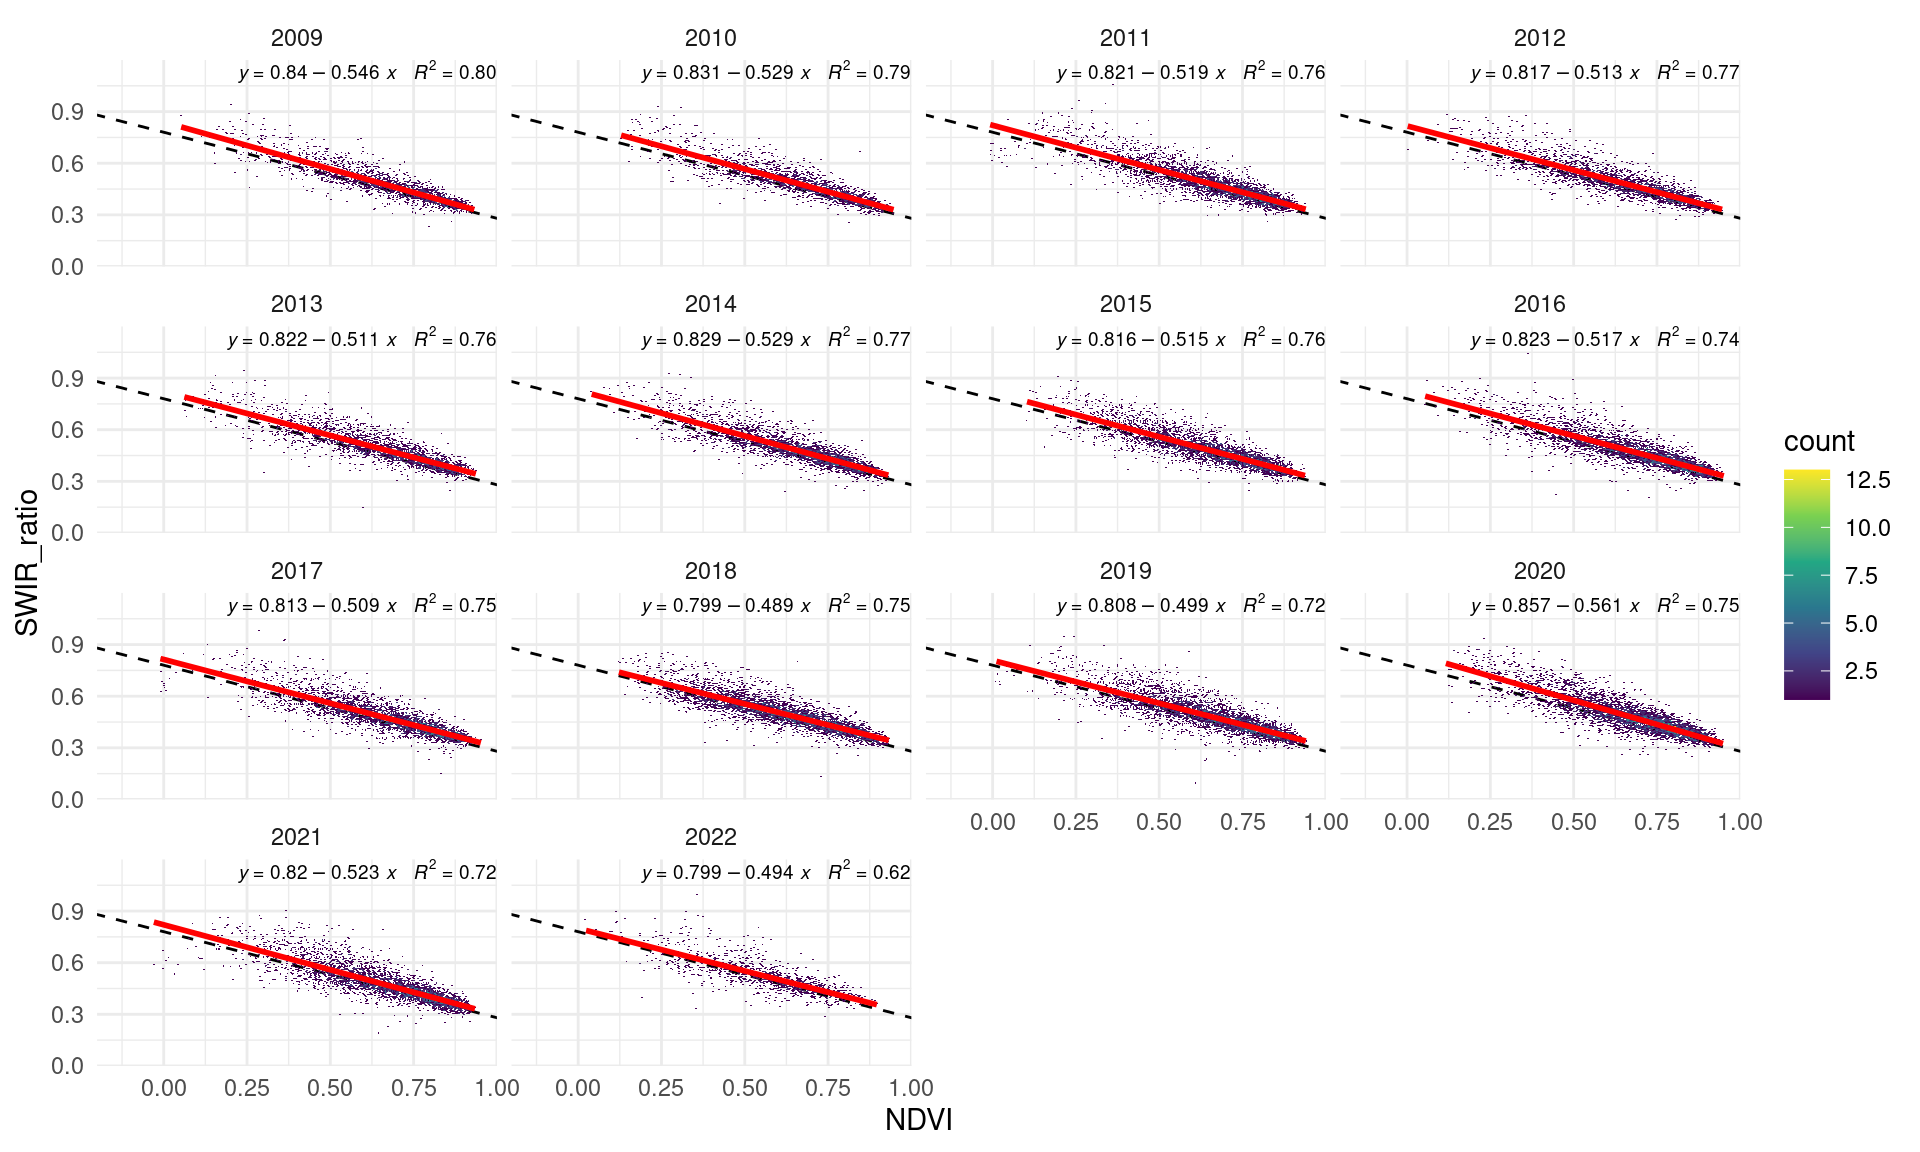 2009 2010 2011 2012
y = 0.84 − 0.546 x R² = 0.80 y = 0.831 − 0.529 x R² = 0.79 y = 0.821 − 0.519 x R² = 0.76 y = 0.817 − 0.513 x R² = 0.77
0.9
0.6
0.3
0.0
2013 2014 2015 2016
y = 0.822 − 0.511 x R² = 0.76 y = 0.829 − 0.529 x R² = 0.77 y = 0.816 − 0.515 x R² = 0.76 y = 0.823 − 0.517 x R² = 0.74
0.9
0.6
0.3
0.0
2017 2018 2019 2020
y = 0.813 − 0.509 x R² = 0.75 y = 0.799 − 0.489 x R² = 0.75 y = 0.808 − 0.499 x R² = 0.72 y = 0.857 − 0.561 x R² = 0.75
0.9
0.6
0.3
0.0
0.00 0.25 0.50 0.75 1.00 0.00 0.25 0.50 0.75 1.00
2021 2022
y = 0.82 − 0.523 x R² = 0.72 y = 0.799 − 0.494 x R² = 0.62
0.9
0.6
0.3
0.0
0.00 0.25 0.50 0.75 1.00 0.00 0.25 0.50 0.75 1.00
NDVI
SWIR_ratio
count
12.5
10.0
7.5
5.0
2.5